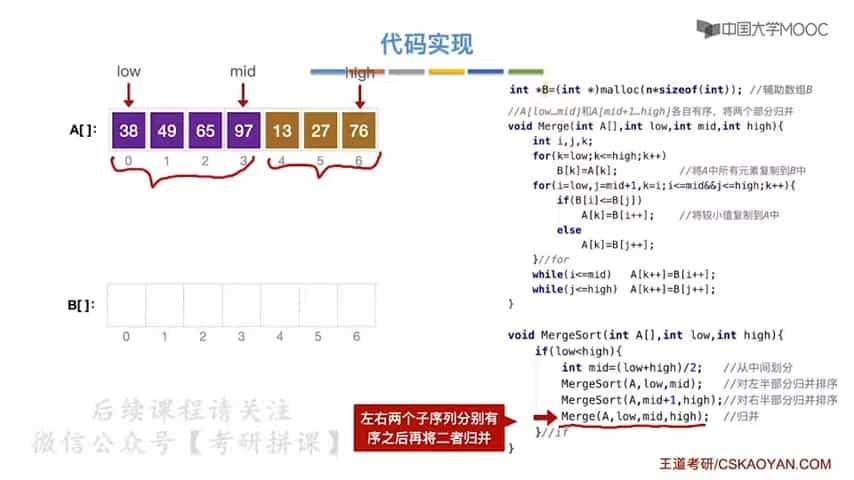 代码实现
中国大学MOOC
low
mid
high
A[]:
38 49 65 97 13 27 76
0 1 2 3 4 5 6
B[]:
0 1 2 3 4 5 6
int *B=(int *)malloc(n*sizeof(int)); //辅助数组B
//A[low…mid]和A[mid+1…high]各自有序，将两个部分归并
void Merge(int A[],int low,int mid,int high){
int i,j,k;
for(k=low;k<=high;k++)
B[k]=A[k]; //将A中所有元素复制到B中
for(i=low,j=mid+1,k=i;i<=mid&&j<=high;k++){
if(B[i]<=B[j])
A[k]=B[i++]; //将较小值复制到A中
else
A[k]=B[j++];
}//for
while(i<=mid) A[k++]=B[i++];
while(j<=high) A[k++]=B[j++];
}
void MergeSort(int A[],int low,int high){
if(low<high){
int mid=(low+high)/2; //从中间划分
MergeSort(A,low,mid); //对左半部分归并排序
MergeSort(A,mid+1,high);//对右半部分归并排序
Merge(A,low,mid,high); //归并
}//if
}
左右两个子序列分别有
序之后再将二者归并
后续课程请关注
微信公众号【考研拼课】
王道考研/CSKAOYAN.COM